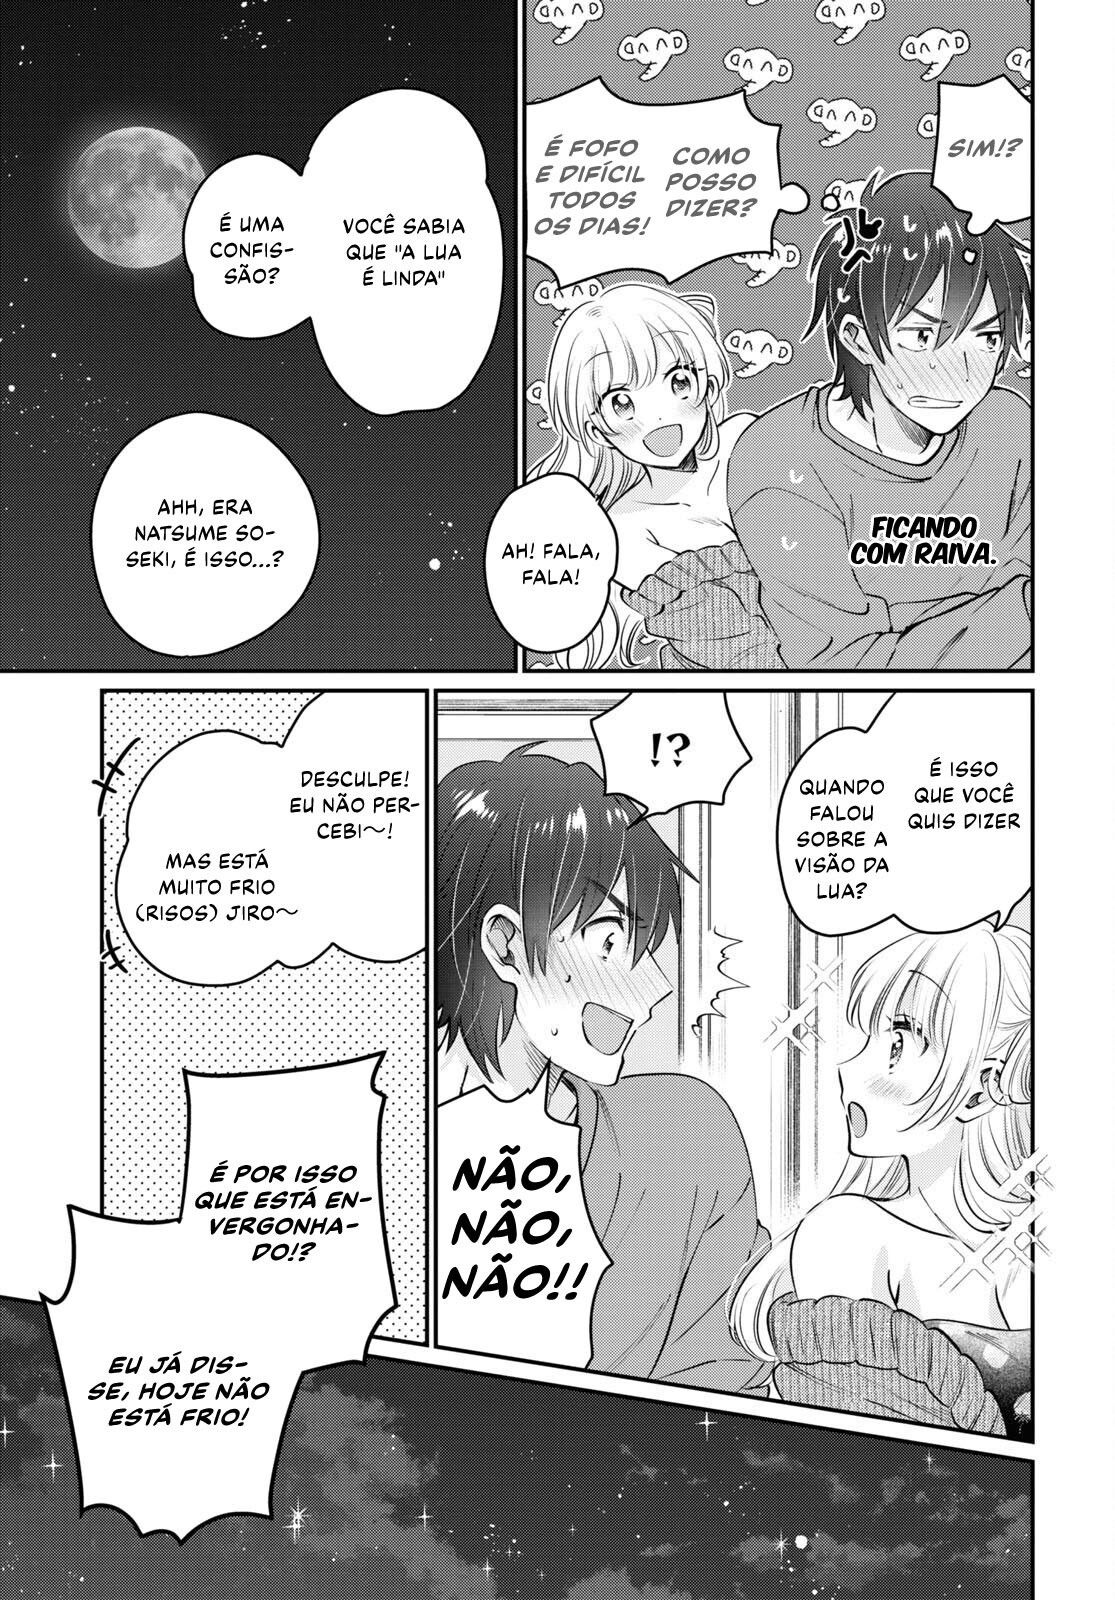 SIM!?
COMO
POSSO
DIZER?
É FOFO
E DIFÍCIL
TODOS
OS DIAS!
FICANDO
COM RAIVA.
AH! FALA,
FALA!
VOCÊ SABIA
QUE "A LUA
É LINDA"
É UMA
CONFIS-
SÃO?
AHH, ERA
NATSUME SO-
SEKI, É ISSO...?
É ISSO
QUE VOCÊ
QUIS DIZER
QUANDO
FALOU
SOBRE A
VISÃO DA
LUA?
!?
NÃO,
NÃO,
NÃO!!
DESCULPE!
EU NÃO PER-
CEBI~!
MAS ESTÁ
MUITO FRIO
(RISOS) JIRO~
É POR ISSO
QUE ESTÁ EN-
VERGONHA-
DO!?
EU JÁ DIS-
SE, HOJE NÃO
ESTÁ FRIO!